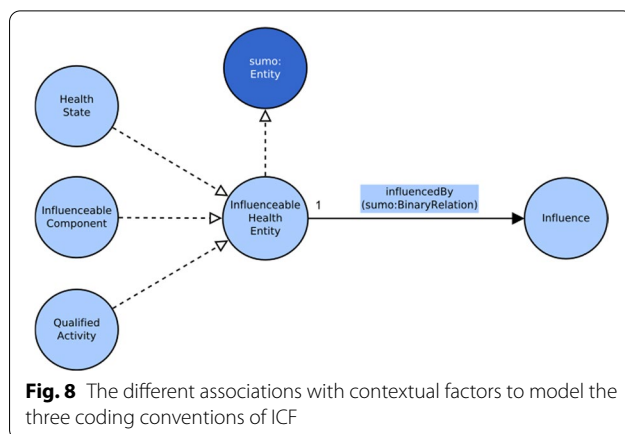 sumo:
Entity
Health
State
Influenceable
Component
Influenceable
Health
Entity
1
influencedBy
(sumo:BinaryRelation)
Influence
Qualified
Activity
Fig. 8 The different associations with contextual factors to model the
three coding conventions of ICF